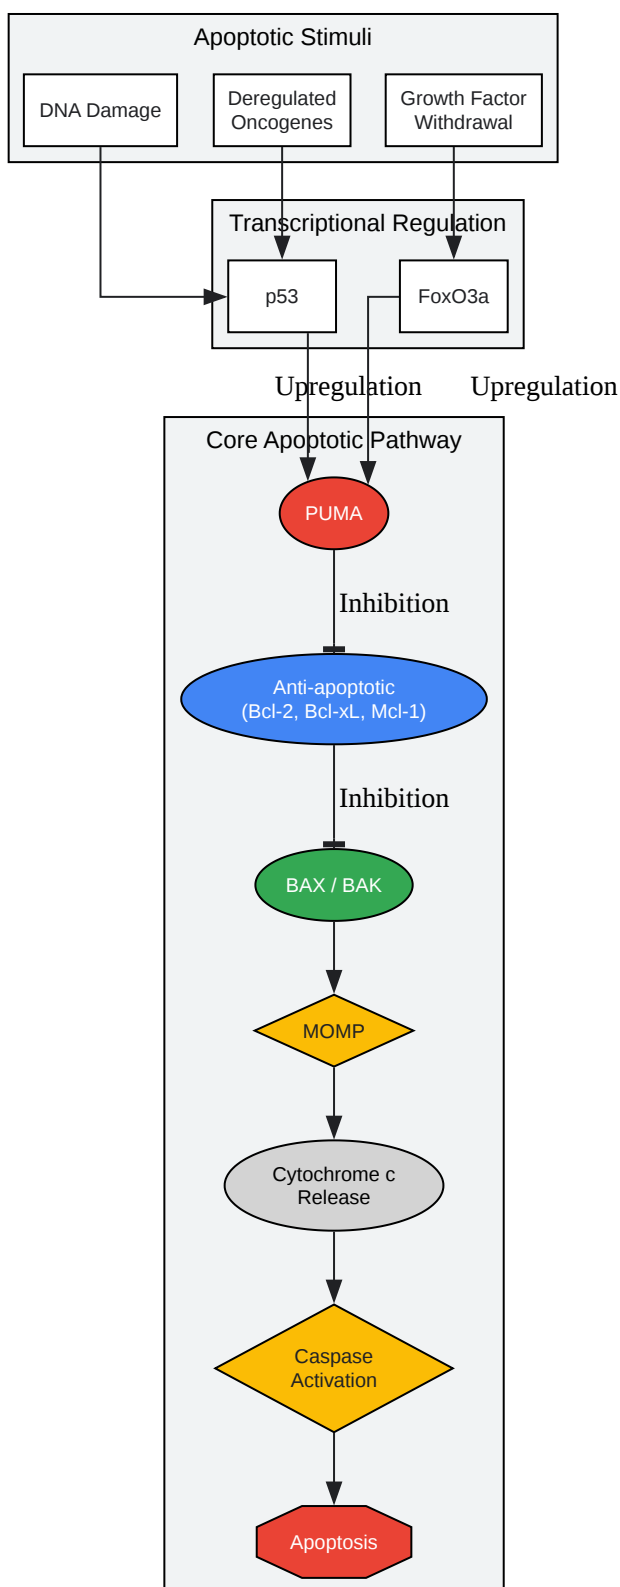 Apoptotic Stimuli
DNA Damage
Deregulated
Oncogenes
Growth Factor
Withdrawal
Transcriptional Regulation
p53
FoxO3a
Upregulation
Upregulation
Core Apoptotic Pathway
PUMA
Inhibition
Anti-apoptotic
(Bcl-2, Bcl-xL, Mcl-1)
Inhibition
BAX / BAK
MOMP
Cytochrome c
Release
Caspase
Activation
Apoptosis